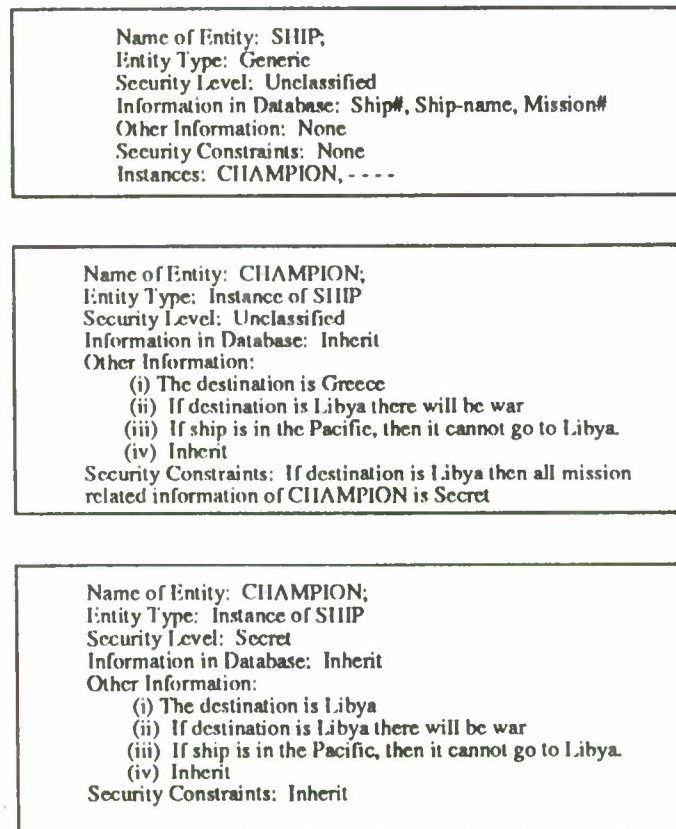 Name of Entity: SHIP;
Entity Type: Generic
Security Level: Unclassified
Information in Database: Ship#, Ship-name, Mission#
Other Information: None
Security Constraints: None
Instances: CHAMPION, - - - -
Name of Entity: CHAMPION;
Entity Type: Instance of SHIP
Security Level: Unclassified
Information in Database: Inherit
Other Information:
(i) The destination is Greece
(ii) If destination is Libya there will be war
(iii) If ship is in the Pacific, then it cannot go to Libya.
(iv) Inherit
Security Constraints: If destination is Libya then all mission
related information of CHAMPION is Secret
Name of Entity: CHAMPION;
Entity Type: Instance of SHIP
Security Level: Secret
Information in Database: Inherit
Other Information:
(i) The destination is Libya
(ii) If destination is Libya there will be war
(iii) If ship is in the Pacific, then it cannot go to Libya.
(iv) Inherit
Security Constraints: Inherit